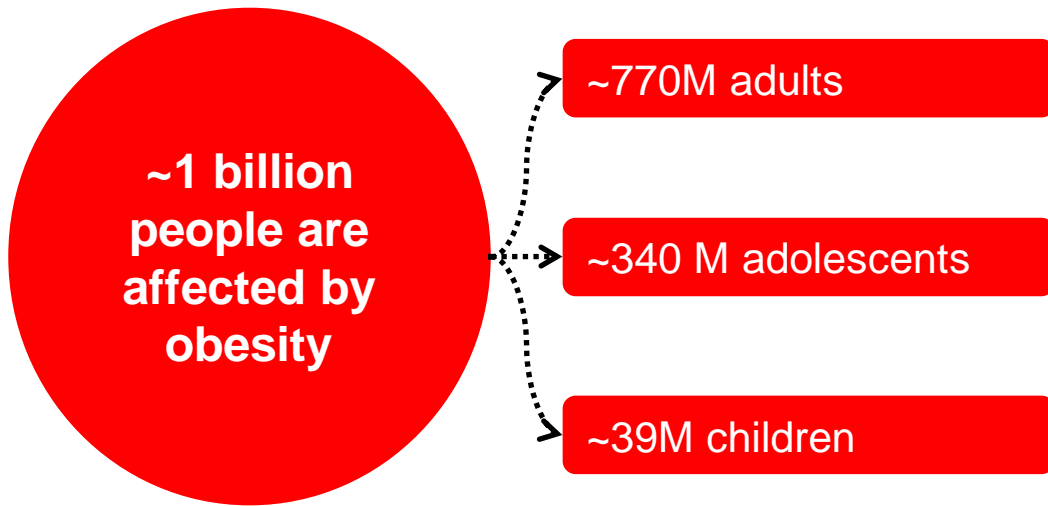 ~1 billion
people are
affected by
obesity
~770M adults
~340 M adolescents
~39M children